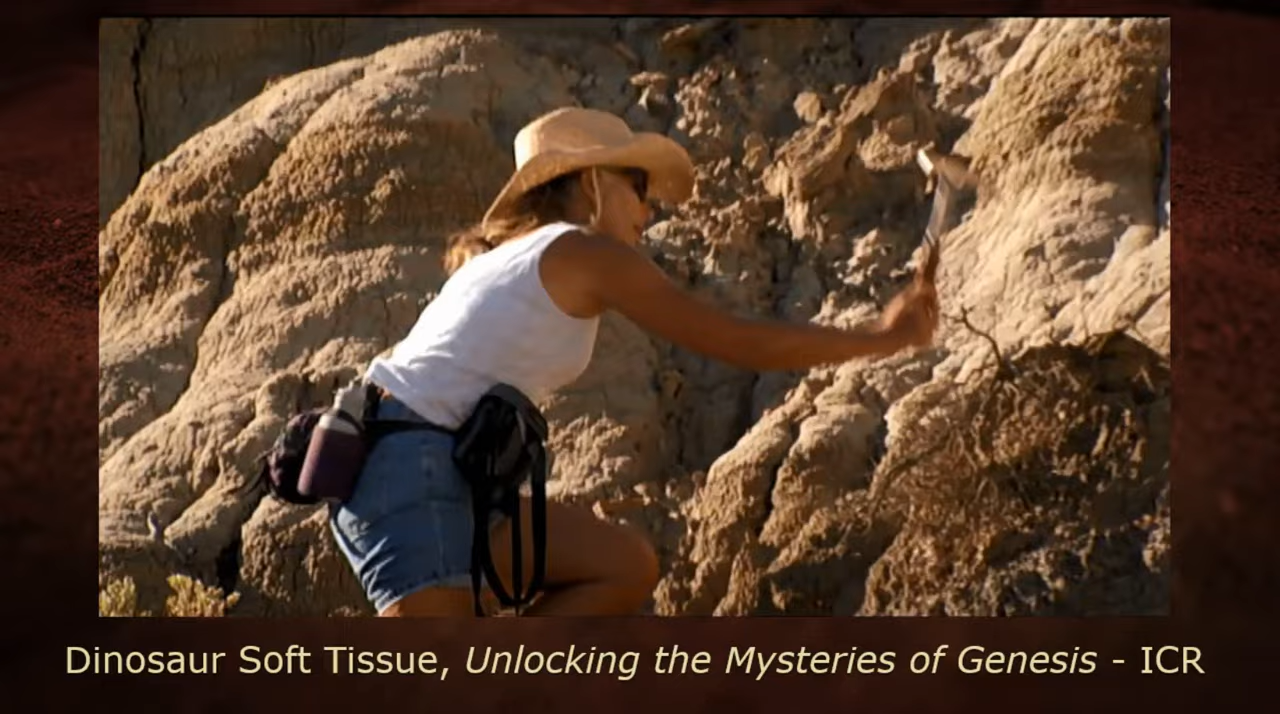 Dinosaur Soft Tissue, Unlocking the Mysteries of Genesis - ICR